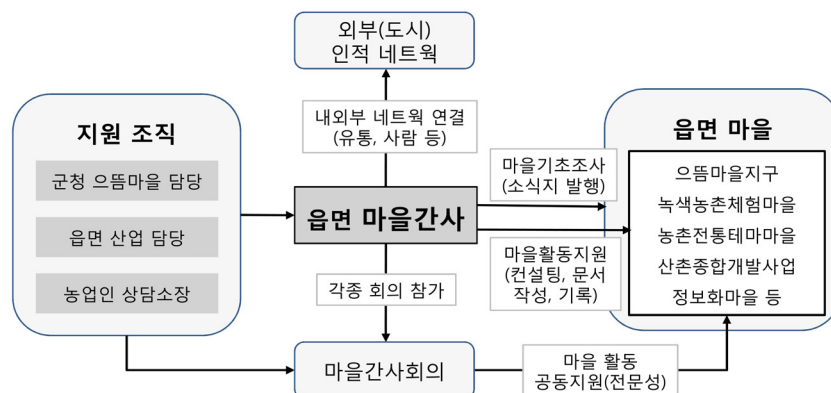 외부(도시)
인적 네트웍
지원 조직
군청 으뜸마을 담당
읍면 산업 담당
농업인 상담소장
내외부 네트웍 연결
(유통, 사람 등)
읍면 마을간사
각종 회의 참가
마을간사회의
마을기초조사
(소식지 발행)
마을활동지원
(컨설팅, 문서
작성, 기록)
마을 활동
공동지원(전문성)
읍면 마을
으뜸마을지구
녹색농촌체험마을
농촌전통테마마을
산촌종합개발사업
정보화마을 등